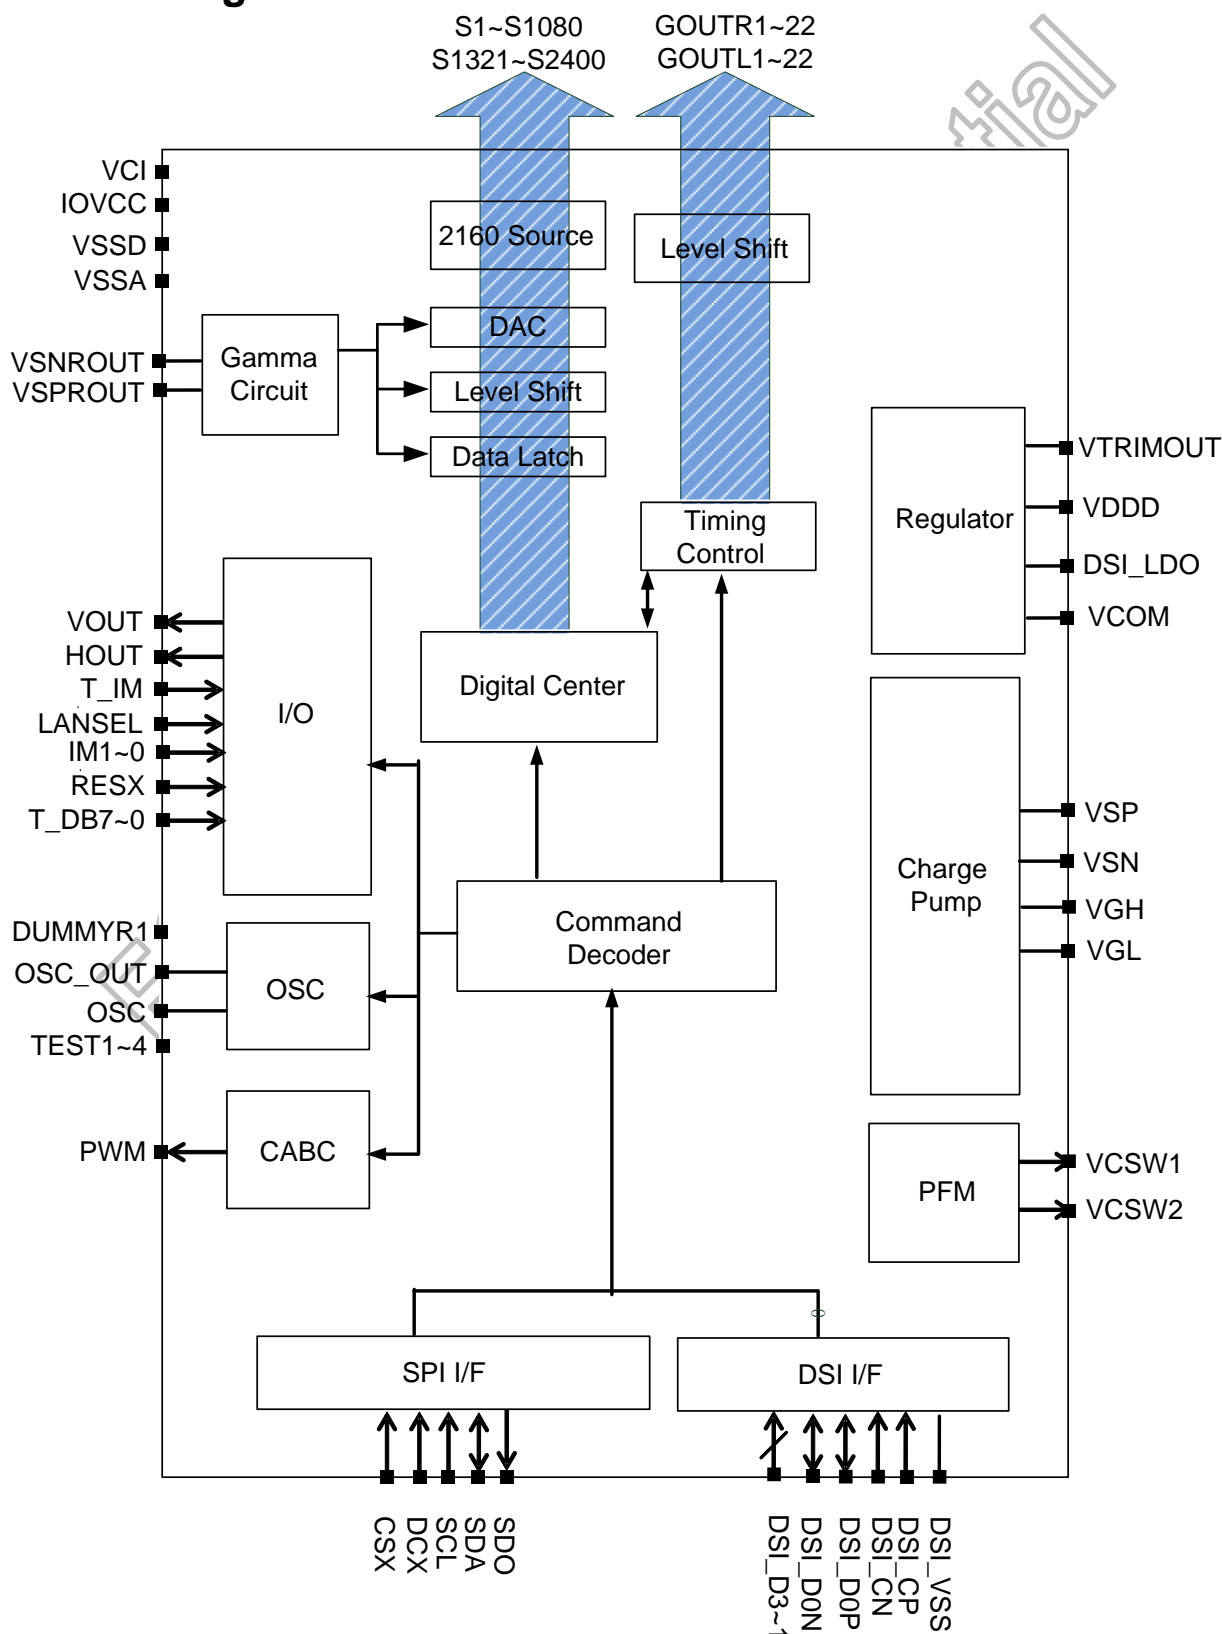 S1~S1080
S1321~S2400
GOUTR1~22
GOUTL1~22
VCI
IOVCC
VSSD
VSSA
2160 Source
Level Shift
VSNROUT
VSPROUT
Gamma
Circuit
DAC
Level Shift
Data Latch
Timing
Control
Regulator
VTRIMOUT
VDDD
DSI_LDO
VCOM
VOUT
HOUT
T_IM
LANSEL
IM1~0
RESX
T_DB7~0
I/O
Digital Center
Charge
Pump
VSP
VSN
VGH
VGL
Command
Decoder
DUMMYR1
OSC_OUT
OSC
TEST1~4
OSC
PWM
CABC
PFM
VCSW1
VCSW2
SPI I/F
DSI I/F
CSX
DCX
SCL
SDA
SDO
DSI_D3~1
DSI_D0N
DSI_D0P
DSI_CN
DSI_CP
DSI_VSS
tial